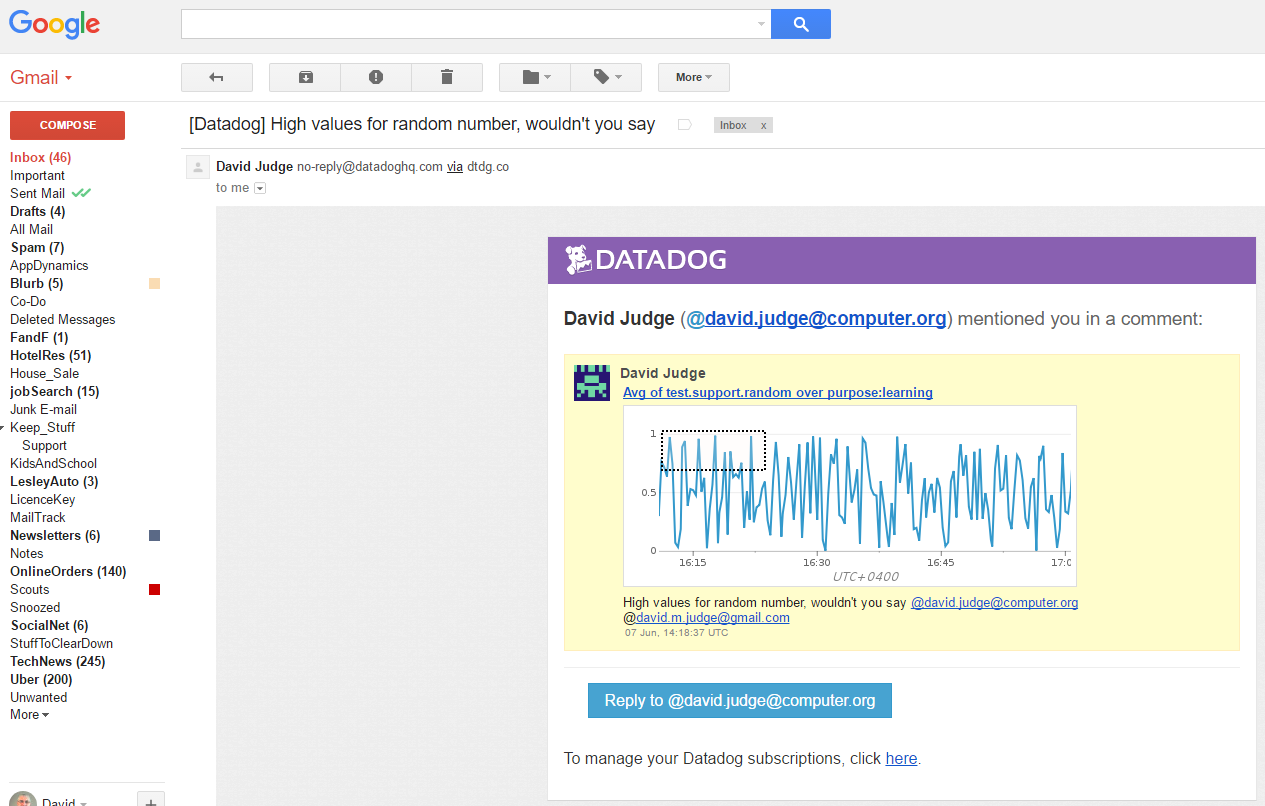 Google
Gmail
More
COMPOSE
[Datadog] High values for random number, wouldn't you say
Inbox x
Inbox (46)
Important
Sent Mail
Drafts (4)
All Mail
Spam (7)
AppDynamics
Blurb (5)
Co-Do
Deleted Messages
FandF (1)
HotelRes (51)
House_Sale
jobSearch (15)
Junk E-mail
Keep_Stuff
Support
KidsAndSchool
LesleyAuto (3)
LicenceKey
MailTrack
Newsletters (6)
Notes
OnlineOrders (140)
Scouts
Snoozed
SocialNet (6)
StuffToClearDown
TechNews (245)
Uber (200)
Unwanted
More
David
David Judge no-reply@datadoghq.com via dtdg.co
to me
DATADOG
David Judge (@david.judge@computer.org) mentioned you in a comment:
David Judge
Avg of test.support.random over purpose:learning
1
0.5
0
16:15 16:30 16:45 17:0
UTC+0400
High values for random number, wouldn't you say @david.judge@computer.org
@david.m.judge@gmail.com
07 Jun, 14:18:37 UTC
Reply to @david.judge@computer.org
To manage your Datadog subscriptions, click here.